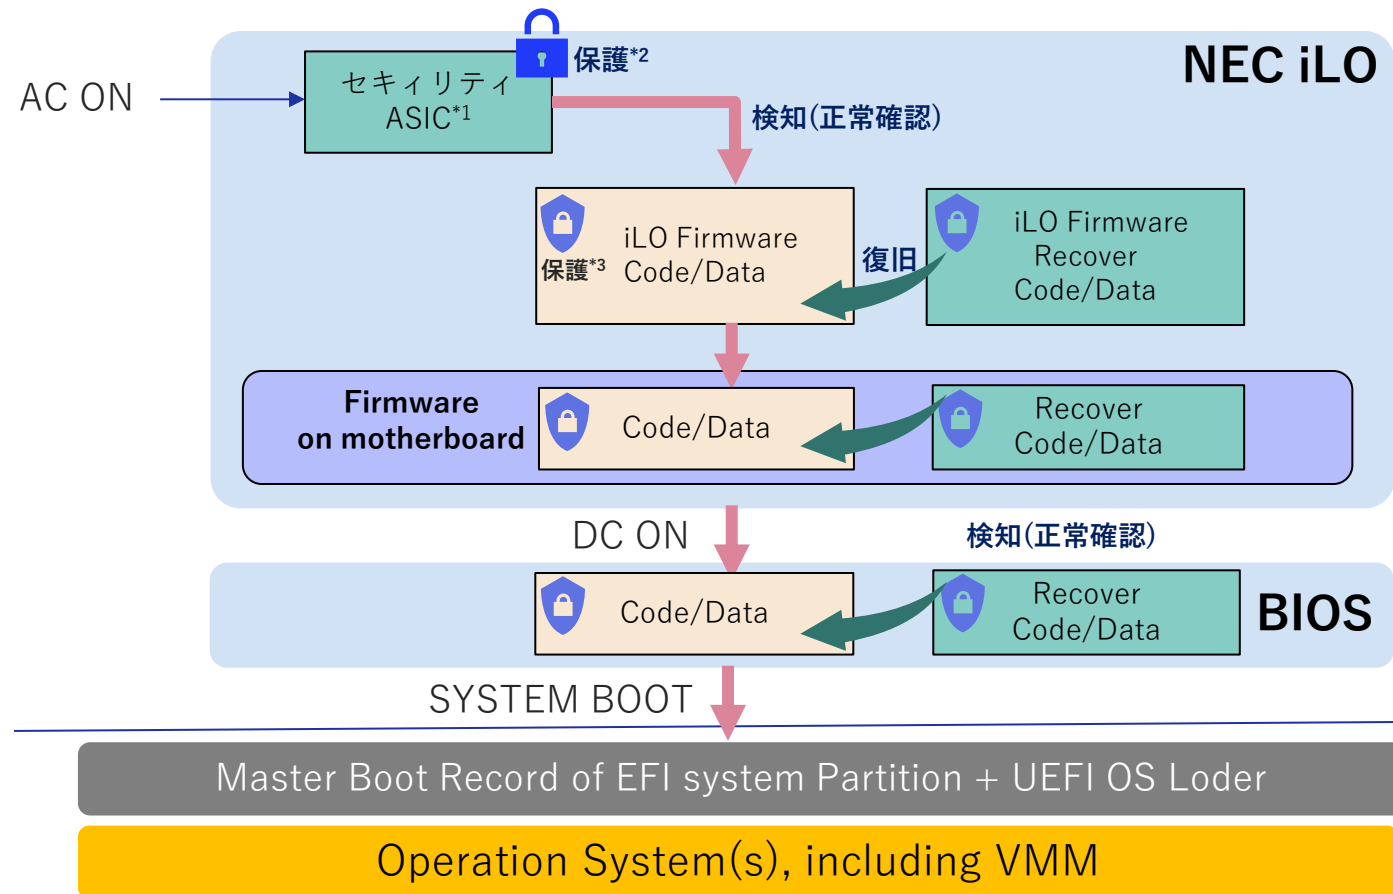 NEC iLO
保護*2
AC ON
セキィリティ
ASIC*1
検知(正常確認)
保護*3
iLO Firmware
Code/Data
復旧
iLO Firmware
Recover
Code/Data
Firmware
on motherboard
Code/Data
Recover
Code/Data
DC ON
検知(正常確認)
Code/Data
Recover
Code/Data
BIOS
SYSTEM BOOT
Master Boot Record of EFI system Partition + UEFI OS Loder
Operation System(s), including VMM